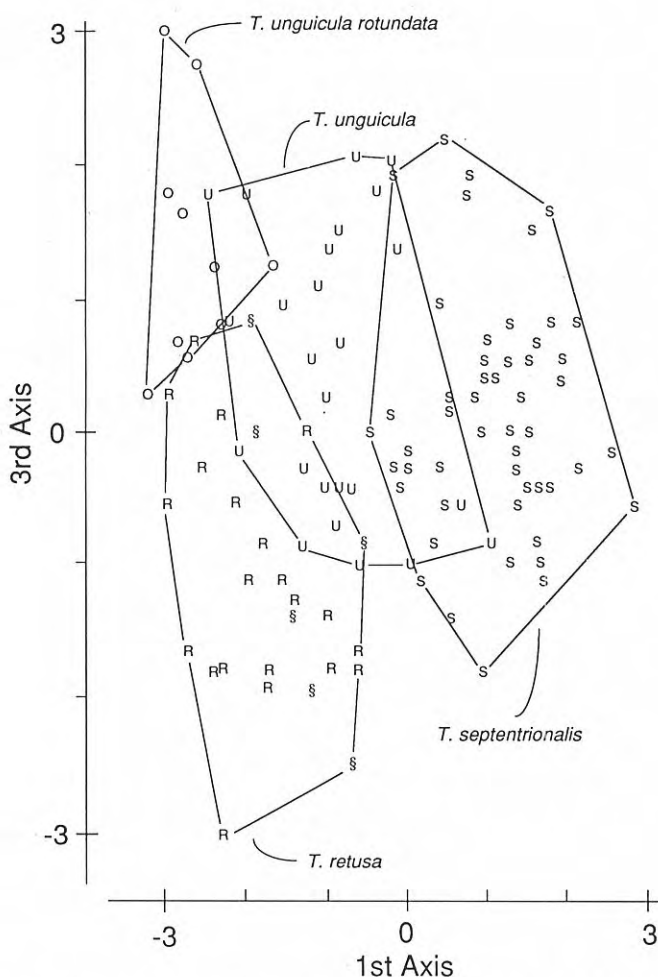 3
T. unguicula rotundata
T. unguicula
3rd Axis
0
T. septentrionalis
-3
T. retusa
-3
0
3
1st Axis